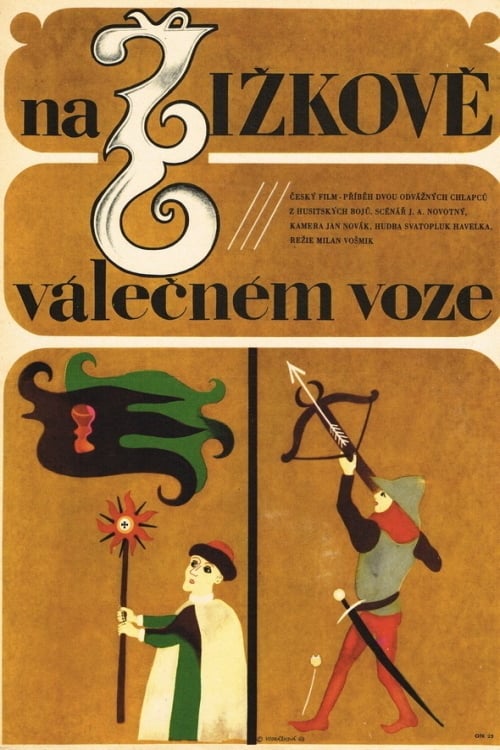 na ŽIŽKOVĚ
ČESKÝ FILM - PŘÍBĚH DVOU ODVÁŽNÝCH CHLAPCŮ
Z HUSITSKÝCH BOJŮ. SCÉNÁŘ J. A. NOVOTNÝ,
KAMERA JAN NOVÁK, HUDBA SVATOPLUK HAVELKA,
REŽIE MILAN VOŠMIK
válečném voze